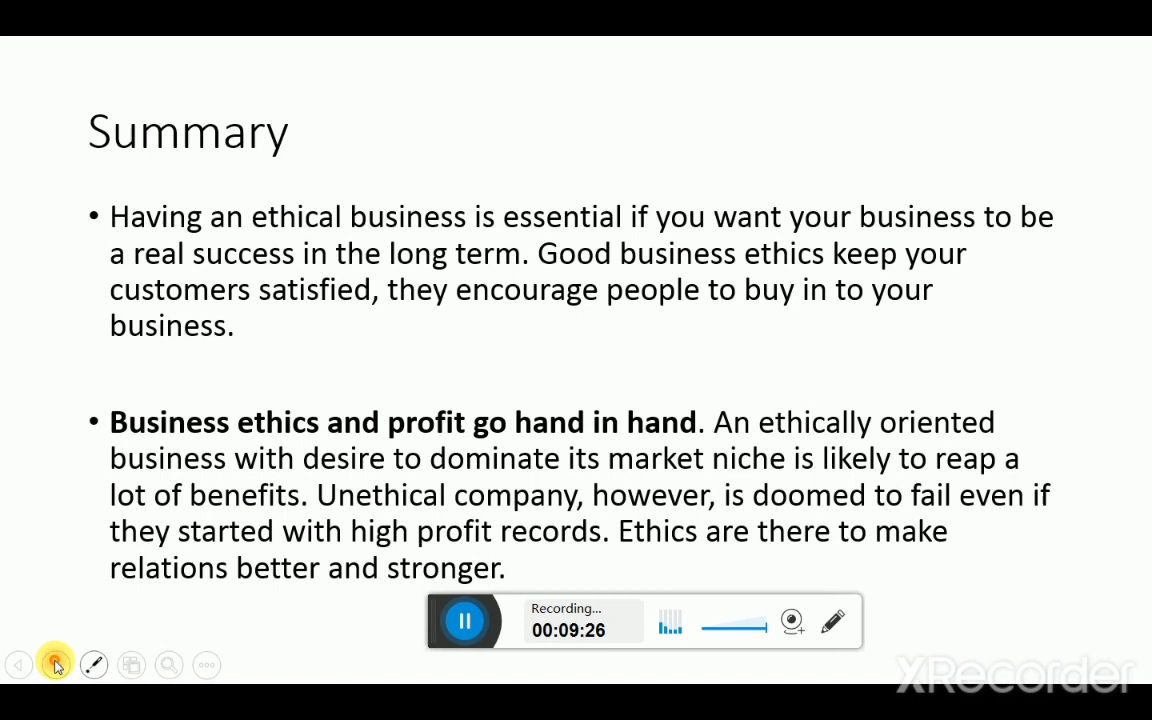 Summary
• Having an ethical business is essential if you want your business to be
a real success in the long term. Good business ethics keep your
customers satisfied, they encourage people to buy in to your
business.
• Business ethics and profit go hand in hand. An ethically oriented
business with desire to dominate its market niche is likely to reap a
lot of benefits. Unethical company, however, is doomed to fail even if
they started with high profit records. Ethics are there to make
relations better and stronger.
Recording...
00:09:26
XRecorder